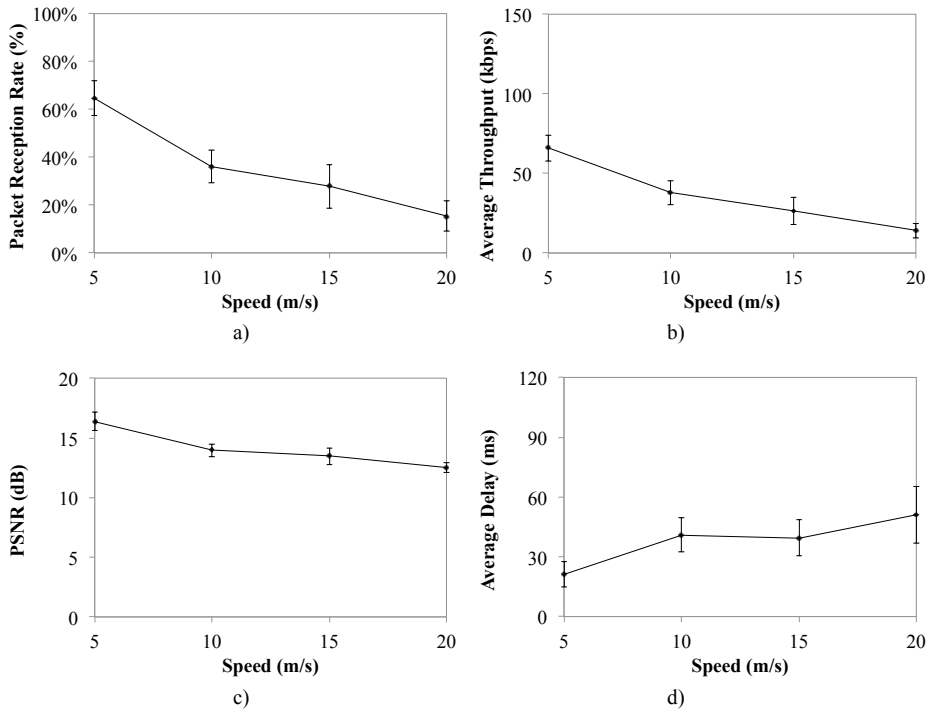 Packet Reception Rate (%)
100%
80%
60%
40%
20%
0%
5 10 15 20
Speed (m/s)
a)
Average Throughput (kbps)
150
100
50
0
5 10 15 20
Speed (m/s)
b)
PSNR (dB)
20
15
10
5
0
5 10 15 20
Speed (m/s)
c)
Average Delay (ms)
120
90
60
30
0
5 10 15 20
Speed (m/s)
d)